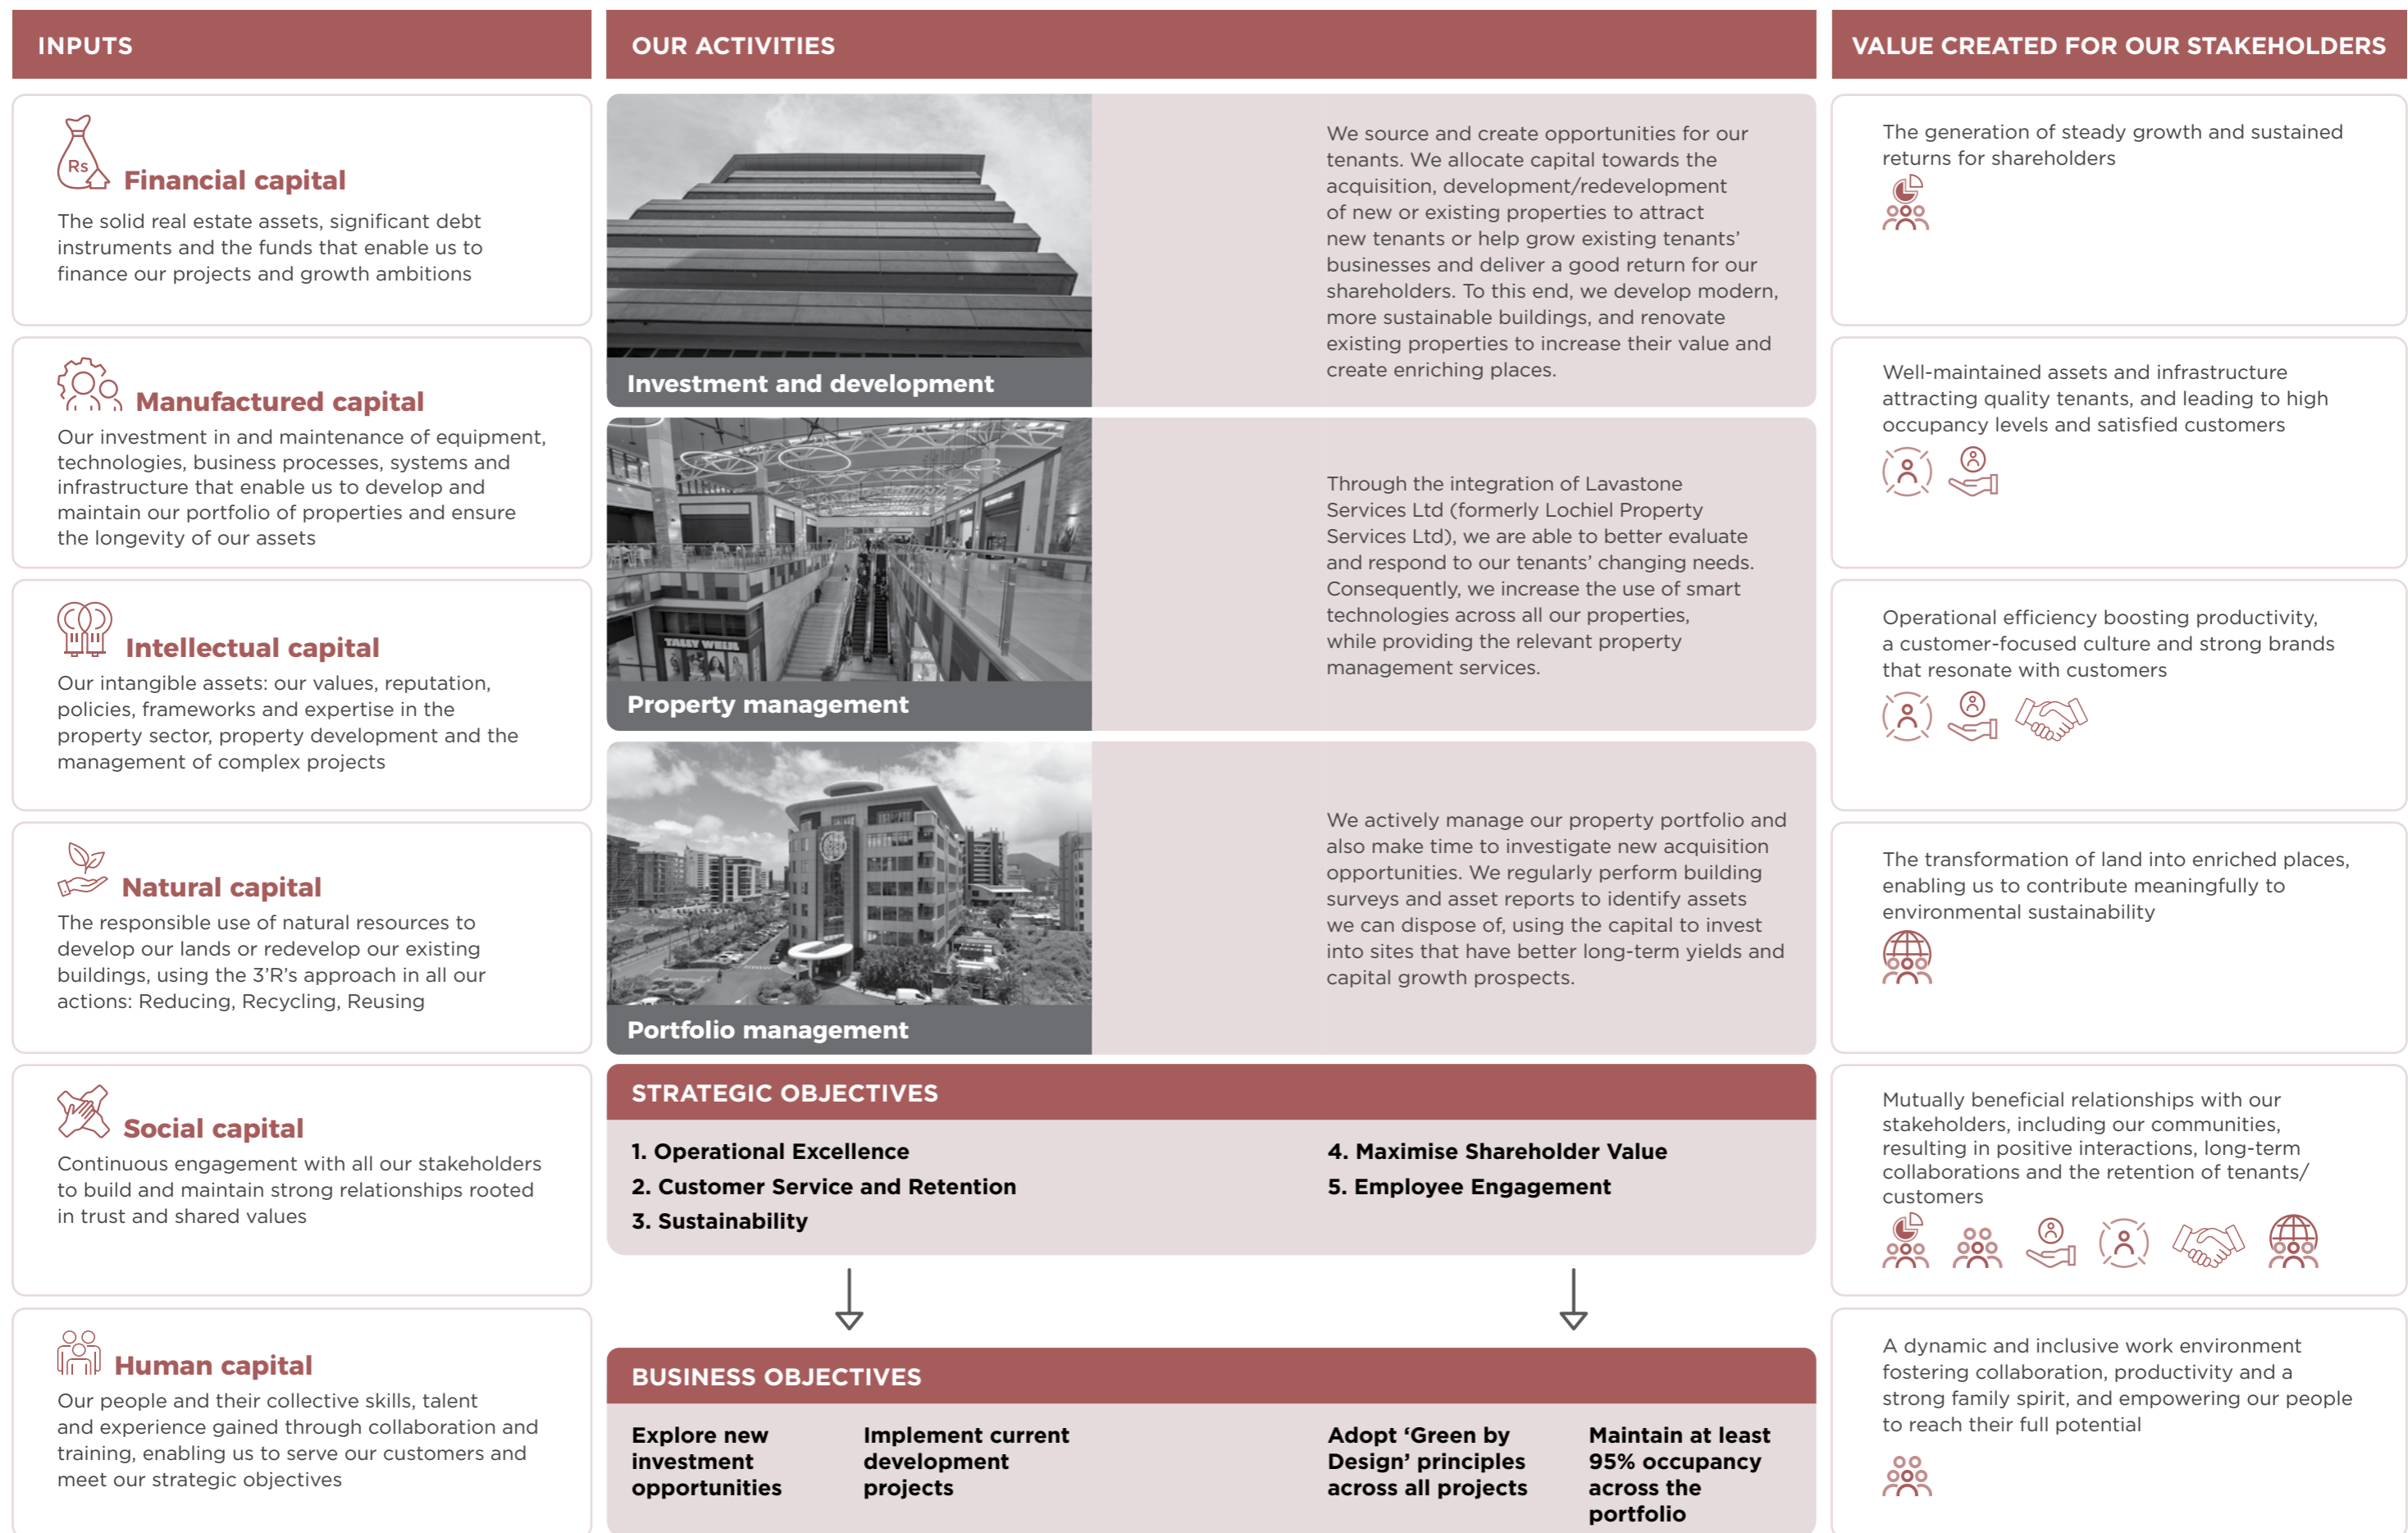 INPUTS
Rs
Financial capital
The solid real estate assets, significant debt
instruments and the funds that enable us to
finance our projects and growth ambitions
Manufactured capital
Our investment in and maintenance of equipment,
technologies, business processes, systems and
infrastructure that enable us to develop and
maintain our portfolio of properties and ensure
the longevity of our assets
Intellectual capital
Our intangible assets: our values, reputation,
policies, frameworks and expertise in the
property sector, property development and the
management of complex projects
Natural capital
The responsible use of natural resources to
develop our lands or redevelop our existing
buildings, using the 3’R’s approach in all our
actions: Reducing, Recycling, Reusing
Social capital
Continuous engagement with all our stakeholders
to build and maintain strong relationships rooted
in trust and shared values
Human capital
Our people and their collective skills, talent
and experience gained through collaboration and
training, enabling us to serve our customers and
meet our strategic objectives
OUR ACTIVITIES
Investment and development
We source and create opportunities for our
tenants. We allocate capital towards the
acquisition, development/redevelopment
of new or existing properties to attract
new tenants or help grow existing tenants’
businesses and deliver a good return for our
shareholders. To this end, we develop modern,
more sustainable buildings, and renovate
existing properties to increase their value and
create enriching places.
TALLY WEIJL
Property management
Through the integration of Lavastone
Services Ltd (formerly Lochiel Property
Services Ltd), we are able to better evaluate
and respond to our tenants’ changing needs.
Consequently, we increase the use of smart
technologies across all our properties,
while providing the relevant property
management services.
Portfolio management
We actively manage our property portfolio and
also make time to investigate new acquisition
opportunities. We regularly perform building
surveys and asset reports to identify assets
we can dispose of, using the capital to invest
into sites that have better long-term yields and
capital growth prospects.
STRATEGIC OBJECTIVES
1. Operational Excellence
2. Customer Service and Retention
3. Sustainability
4. Maximise Shareholder Value
5. Employee Engagement
BUSINESS OBJECTIVES
Explore new
investment
opportunities
Implement current
development
projects
Adopt ‘Green by
Design’ principles
across all projects
Maintain at least
95% occupancy
across the
portfolio
VALUE CREATED FOR OUR STAKEHOLDERS
The generation of steady growth and sustained
returns for shareholders
Well-maintained assets and infrastructure
attracting quality tenants, and leading to high
occupancy levels and satisfied customers
Operational efficiency boosting productivity,
a customer-focused culture and strong brands
that resonate with customers
The transformation of land into enriched places,
enabling us to contribute meaningfully to
environmental sustainability
Mutually beneficial relationships with our
stakeholders, including our communities,
resulting in positive interactions, long-term
collaborations and the retention of tenants/
customers
A dynamic and inclusive work environment
fostering collaboration, productivity and a
strong family spirit, and empowering our people
to reach their full potential